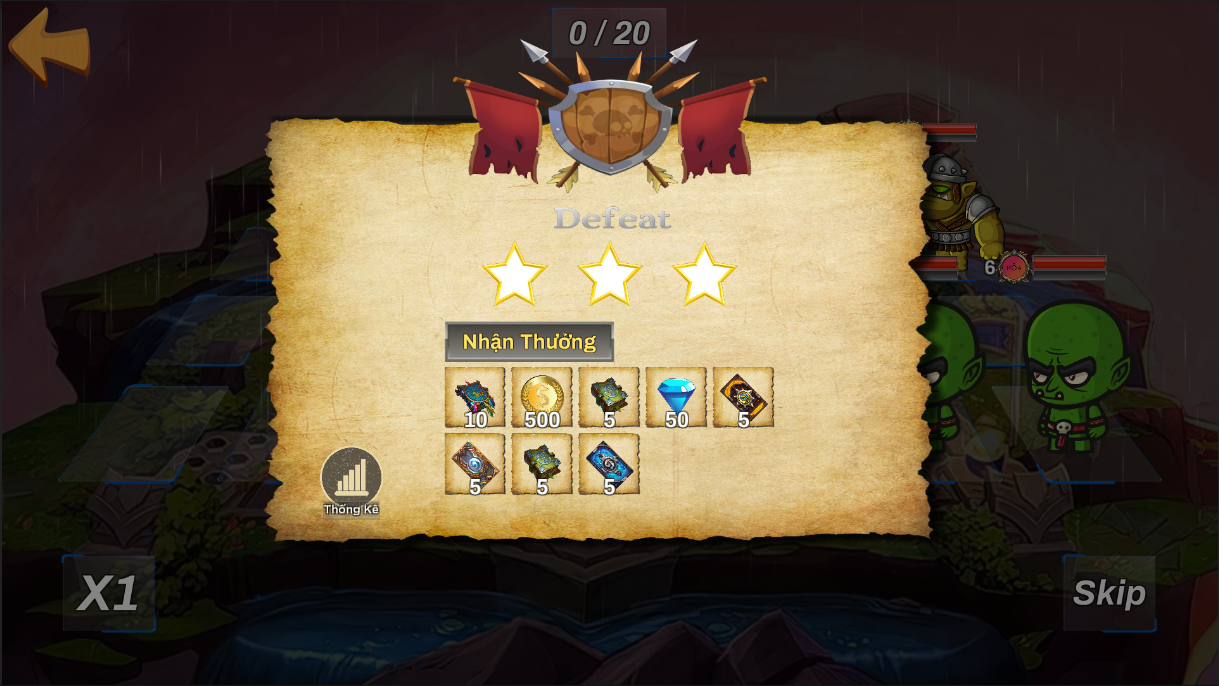 0 / 20
Defeat
6
Nhận Thưởng
10
500
5
50
5
5
5
5
Thống Kê
X1
Skip